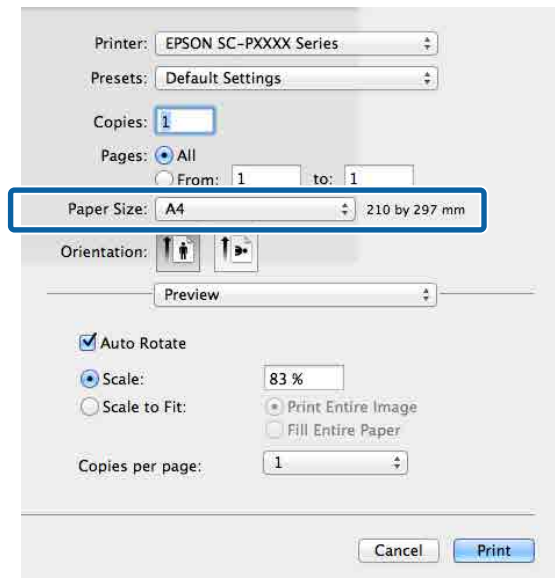 Printer: EPSON SC-PXXXX Series
Presets: Default Settings
Copies: 1
Pages: All
From: 1 to: 1
Paper Size: A4 210 by 297 mm
Orientation:
Preview
Auto Rotate
Scale: 83 %
Scale to Fit: Print Entire Image
Fill Entire Paper
Copies per page: 1
Cancel Print